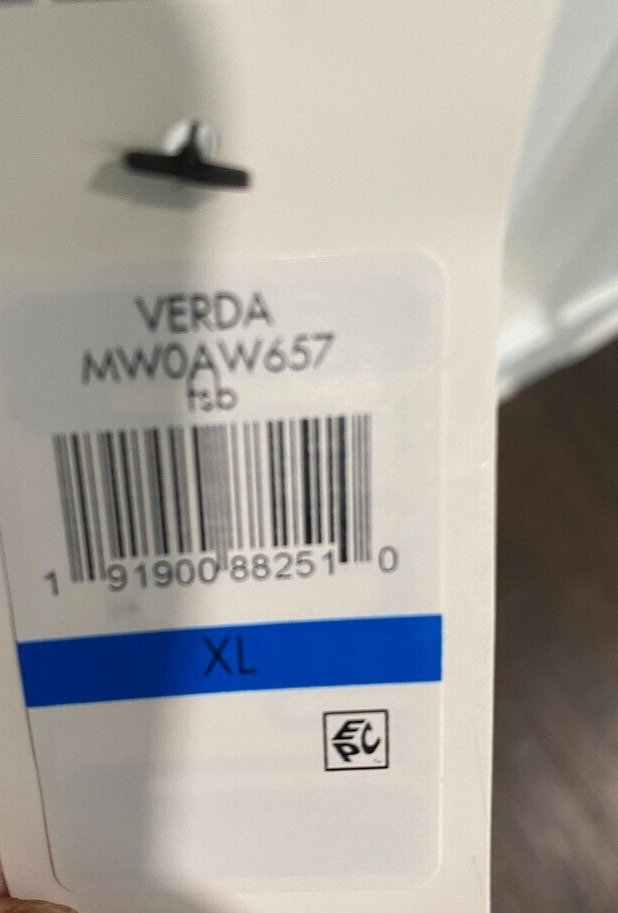 VERDA
MW0AW657
tsb
1 91900 88251 0
XL
EPC